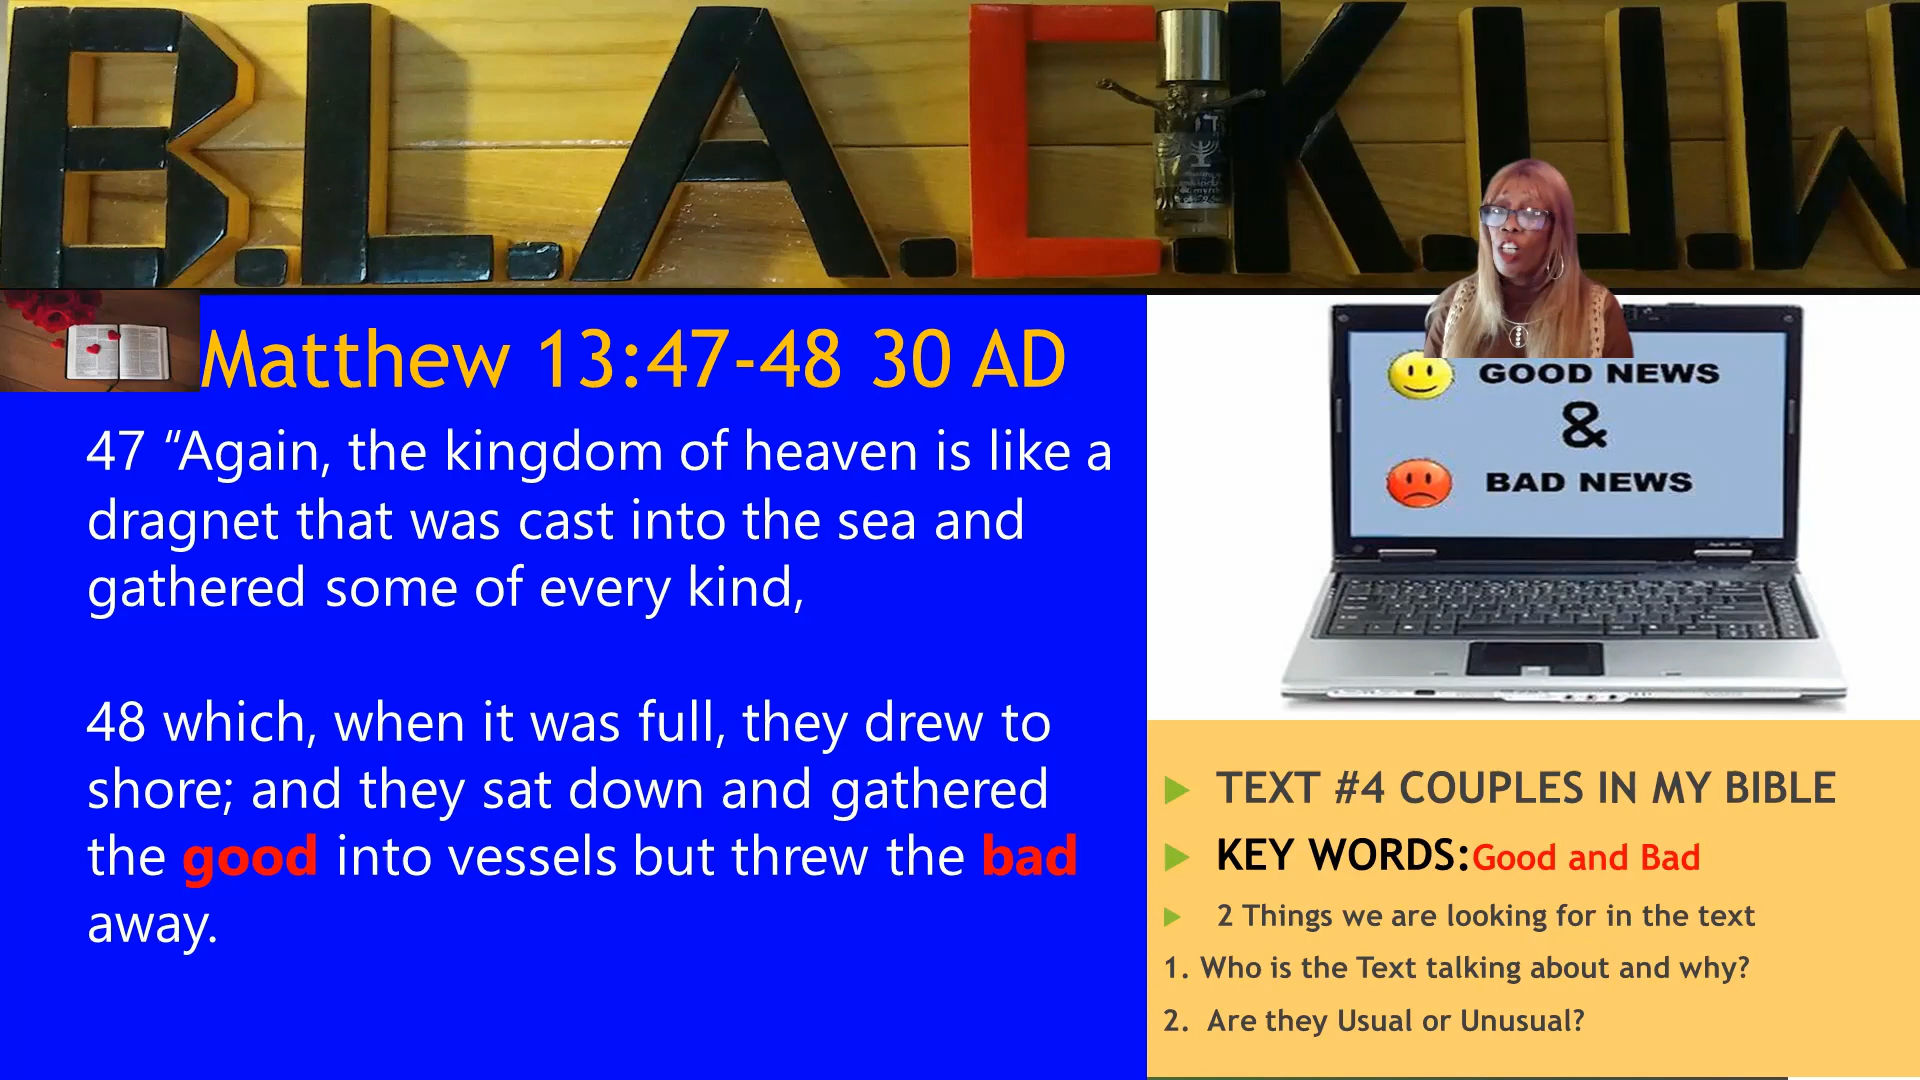 B.L.A.C.K.U.W
Matthew 13:47-48 30 AD
47 “Again, the kingdom of heaven is like a
dragnet that was cast into the sea and
gathered some of every kind,
48 which, when it was full, they drew to
shore; and they sat down and gathered
the good into vessels but threw the bad
away.
GOOD NEWS
&
BAD NEWS
TEXT #4 COUPLES IN MY BIBLE
KEY WORDS:Good and Bad
2 Things we are looking for in the text
1. Who is the Text talking about and why?
2. Are they Usual or Unusual?